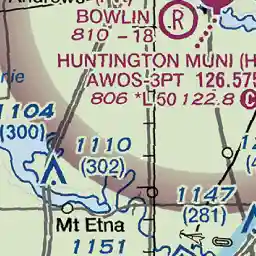 BOWLIN R
810 - 18
HUNTINGTON MUNI (H
AWOS-3PT 126.575
806 *L 50 122.8 C
1104
(300)
1110
(302)
1147
(281)
Mt Etna
1151